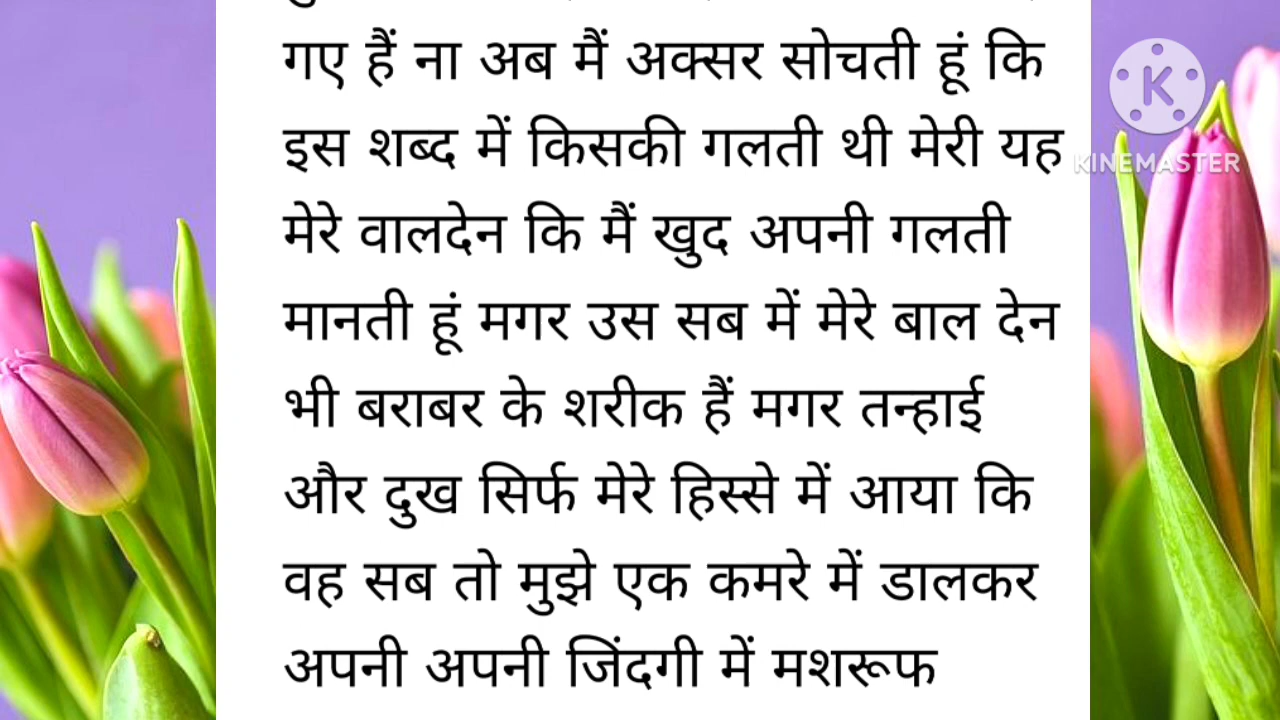 गए हैं ना अब मैं अक्सर सोचती हूं कि
इस शब्द में किसकी गलती थी मेरी यह
मेरे वालदेन कि मैं खुद अपनी गलती
मानती हूं मगर उस सब में मेरे बाल देन
भी बराबर के शरीक हैं मगर तन्हाई
और दुख सिर्फ मेरे हिस्से में आया कि
वह सब तो मुझे एक कमरे में डालकर
अपनी अपनी जिंदगी में मशरूफ
K
KINEMASTER